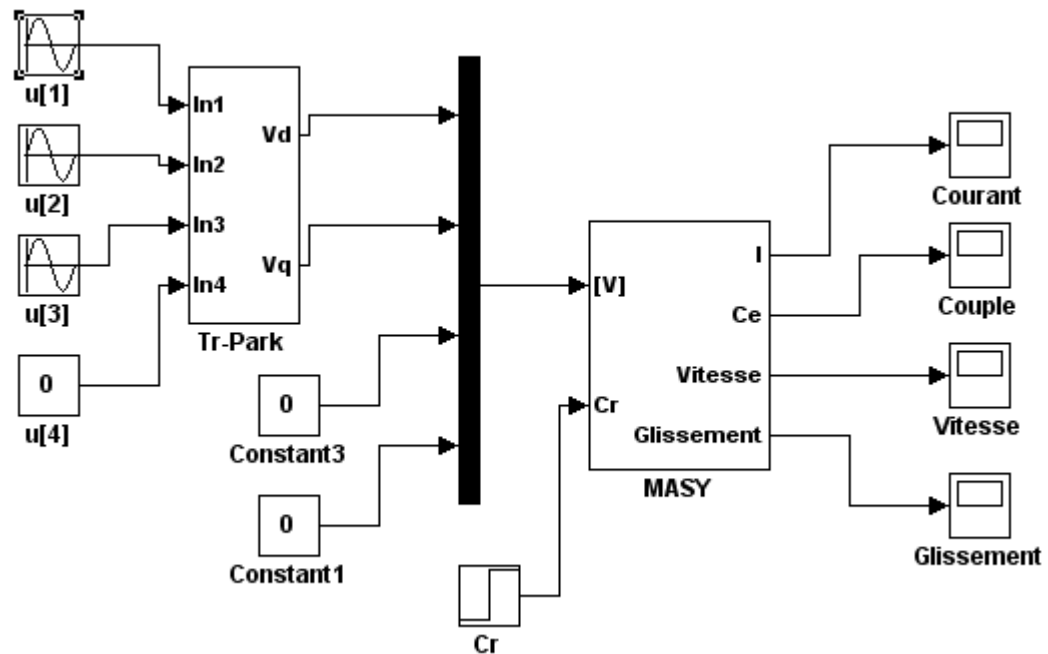 u[1]
u[2]
u[3]
0
u[4]
In1
In2
In3
In4
Vd
Vq
Tr-Park
0
Constant3
0
Constant1
Cr
[V]
Cr
I
Ce
Vitesse
Glissement
MASY
Courant
Couple
Vitesse
Glissement